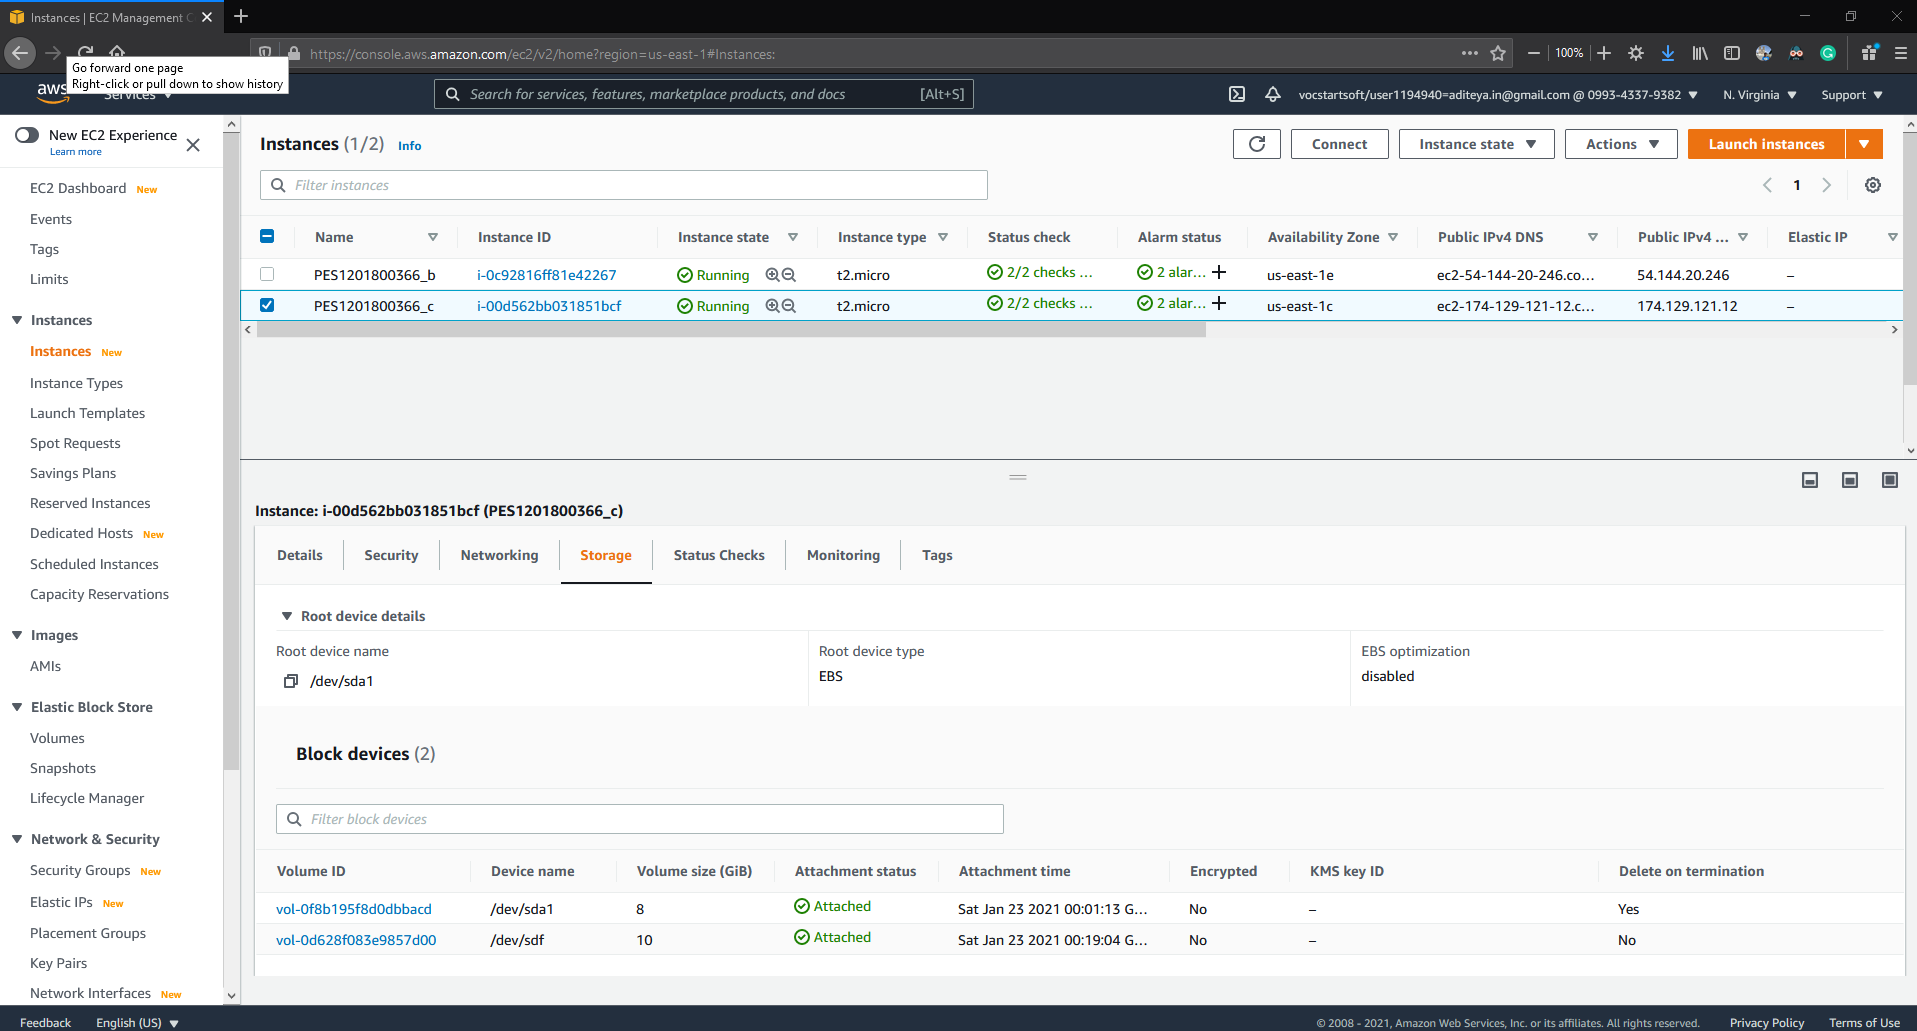 Instances | EC2 Management C
https://console.aws.amazon.com/ec2/v2/home?region=us-east-1#Instances:
100%
Go forward one page
Right-click or pull down to show history
aws
Services
Search for services, features, marketplace products, and docs [Alt+S]
vocstartsoft/user1194940=aditeya.in@gmail.com @ 0993-4337-9382
N. Virginia
Support
New EC2 Experience
Learn more
EC2 Dashboard New
Events
Tags
Limits
Instances
Instances New
Instance Types
Launch Templates
Spot Requests
Savings Plans
Reserved Instances
Dedicated Hosts New
Scheduled Instances
Capacity Reservations
Images
AMIs
Elastic Block Store
Volumes
Snapshots
Lifecycle Manager
Network & Security
Security Groups New
Elastic IPs New
Placement Groups
Key Pairs
Network Interfaces New
Instances (1/2) Info
Connect
Instance state
Actions
Launch instances
Filter instances
1
Name Instance ID Instance state Instance type Status check Alarm status Availability Zone Public IPv4 DNS Public IPv4 ... Elastic IP
PES1201800366_b i-0c92816ff81e42267 Running t2.micro 2/2 checks ... 2 alar... us-east-1e ec2-54-144-20-246.co... 54.144.20.246 –
PES1201800366_c i-00d562bb031851bcf Running t2.micro 2/2 checks ... 2 alar... us-east-1c ec2-174-129-121-12.c... 174.129.121.12 –
Instance: i-00d562bb031851bcf (PES1201800366_c)
Details Security Networking Storage Status Checks Monitoring Tags
Root device details
Root device name Root device type EBS optimization
/dev/sda1 EBS disabled
Block devices (2)
Filter block devices
Volume ID Device name Volume size (GiB) Attachment status Attachment time Encrypted KMS key ID Delete on termination
vol-0f8b195f8d0dbbacd /dev/sda1 8 Attached Sat Jan 23 2021 00:01:13 G... No – Yes
vol-0d628f083e9857d00 /dev/sdf 10 Attached Sat Jan 23 2021 00:19:04 G... No – No
Feedback English (US)
© 2008 - 2021, Amazon Web Services, Inc. or its affiliates. All rights reserved. Privacy Policy Terms of Use